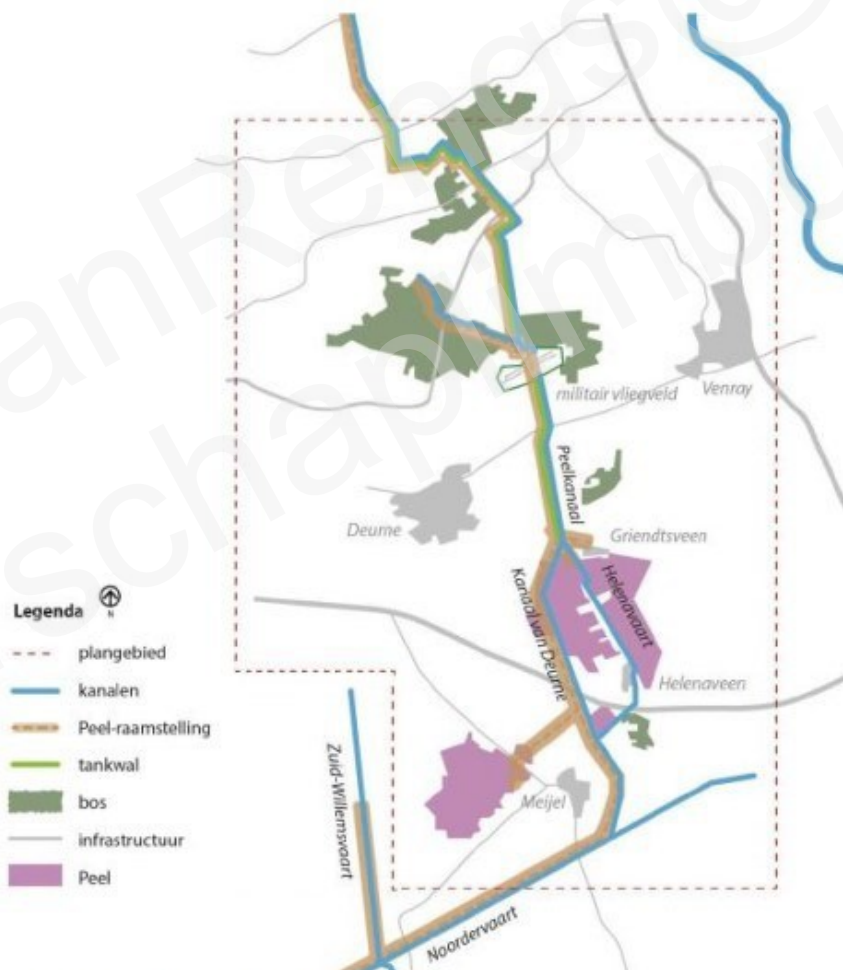 militair vliegveld
Venray
Peelkanaal
Deurne
Griendtsveen
Helenavaart
Kanaal van Deurne
Helenaveen
Meijel
Zuid-Willemsvaart
Noordervaart
Legenda
N
plangebied
kanalen
Peel-raamstelling
tankwal
bos
infrastructuur
Peel